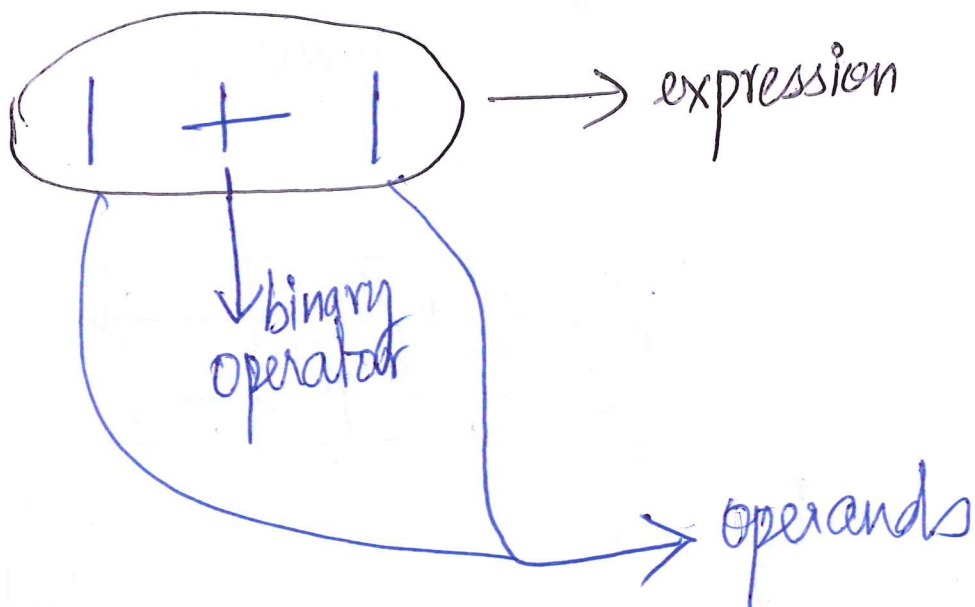 1 + 1
expression
binary
operator
operands